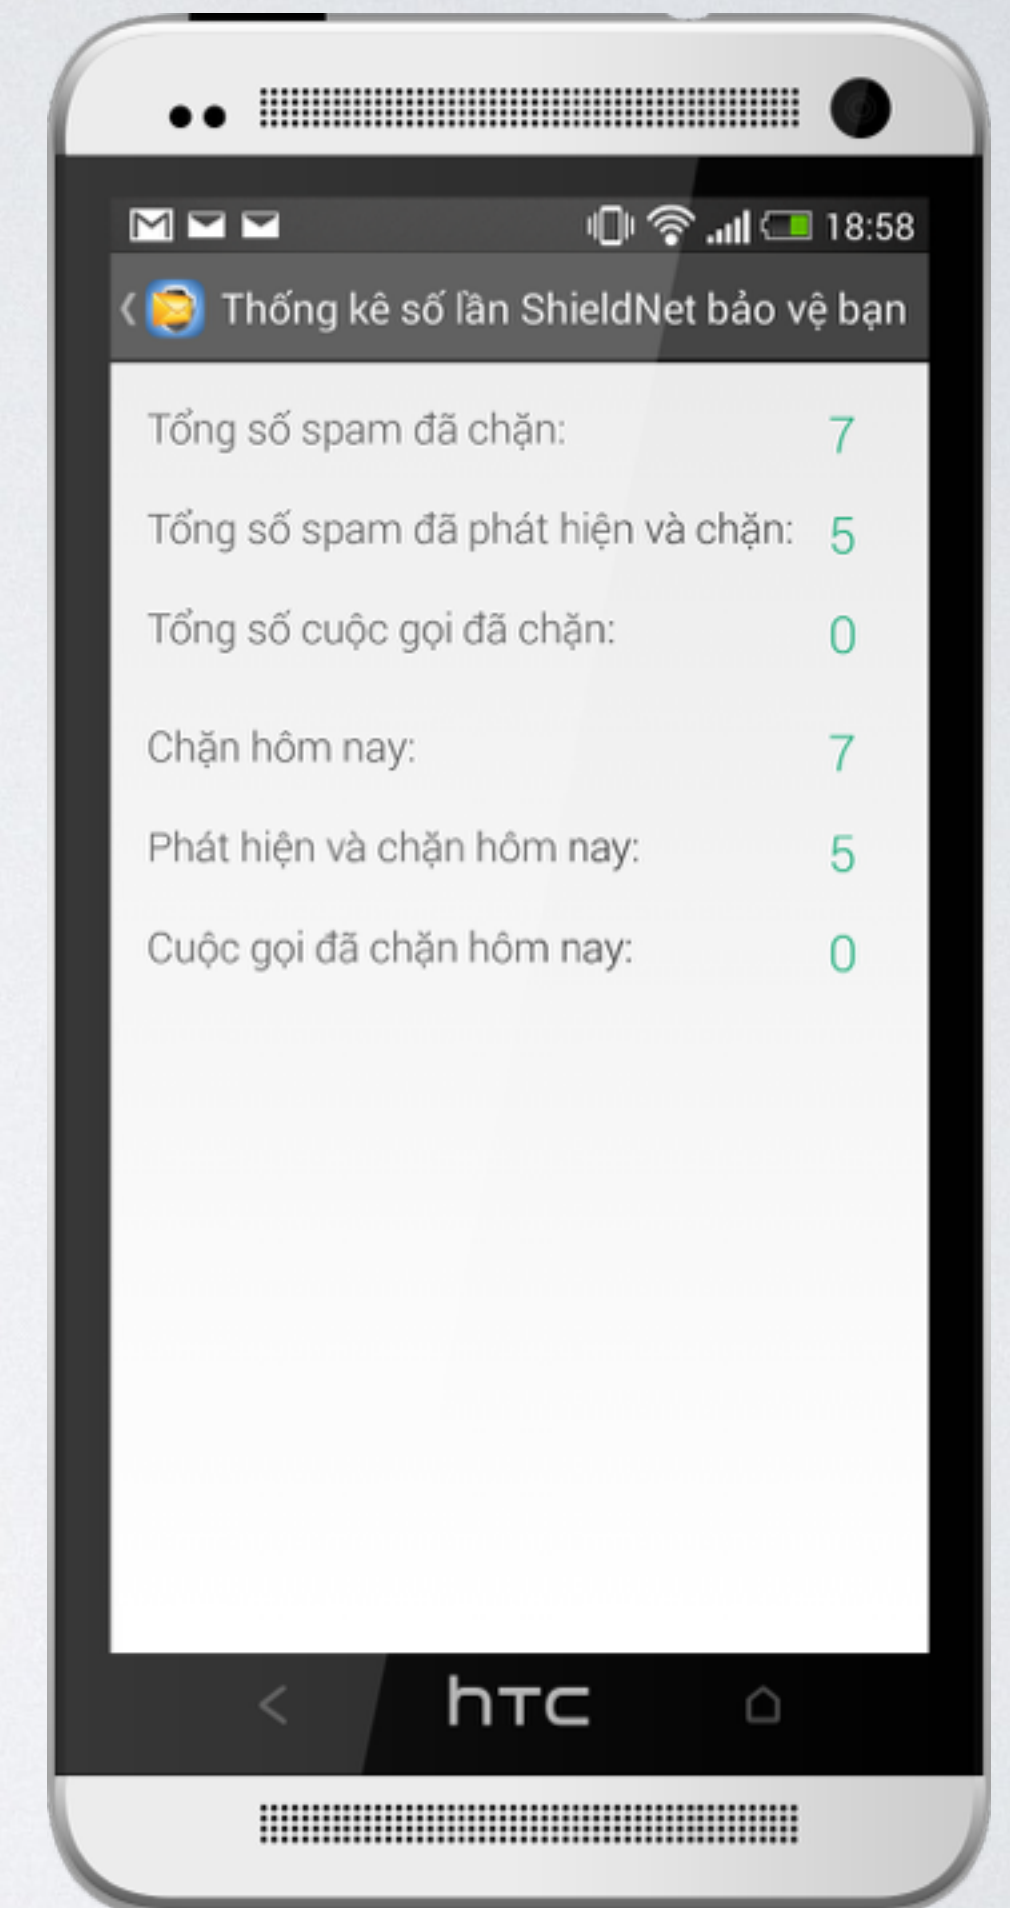 18:58
Thống kê số lần ShieldNet bảo vệ bạn
Tổng số spam đã chặn: 7
Tổng số spam đã phát hiện và chặn: 5
Tổng số cuộc gọi đã chặn: 0
Chặn hôm nay: 7
Phát hiện và chặn hôm nay: 5
Cuộc gọi đã chặn hôm nay: 0
hTC